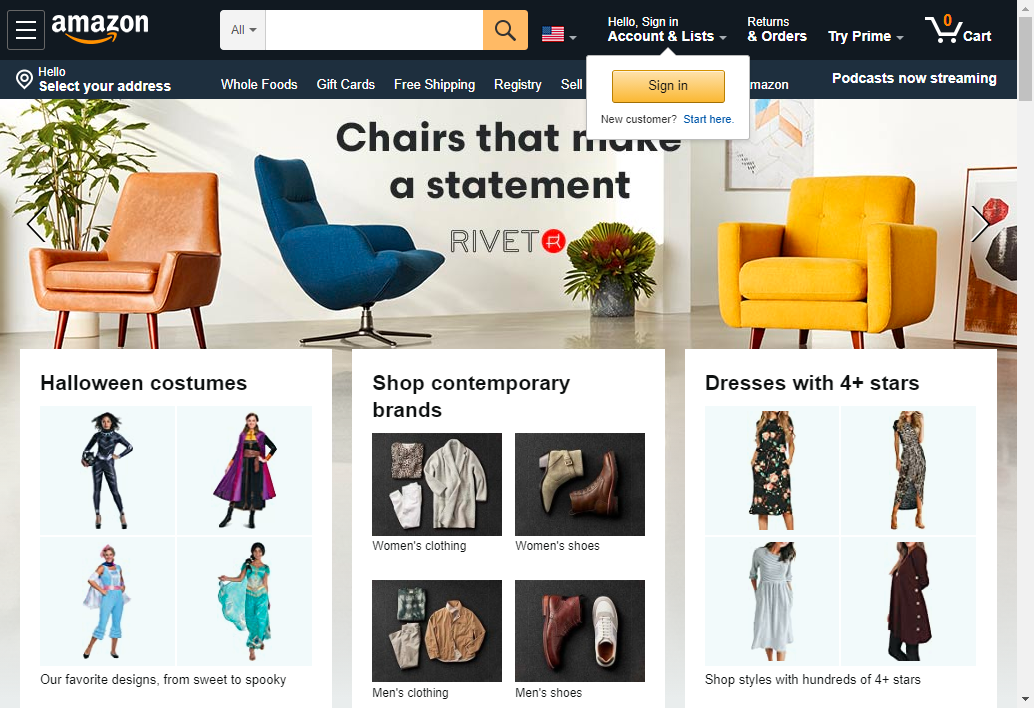 amazon
All
Hello, Sign in
Account & Lists
Returns
& Orders
Try Prime
0
Cart
Hello
Select your address
Whole Foods
Gift Cards
Free Shipping
Registry
Sell
mazon
Podcasts now streaming
Sign in
New customer? Start here.
Chairs that make
a statement
RIVET R
Halloween costumes
Our favorite designs, from sweet to spooky
Shop contemporary
brands
Women's clothing
Women's shoes
Men's clothing
Men's shoes
Dresses with 4+ stars
Shop styles with hundreds of 4+ stars